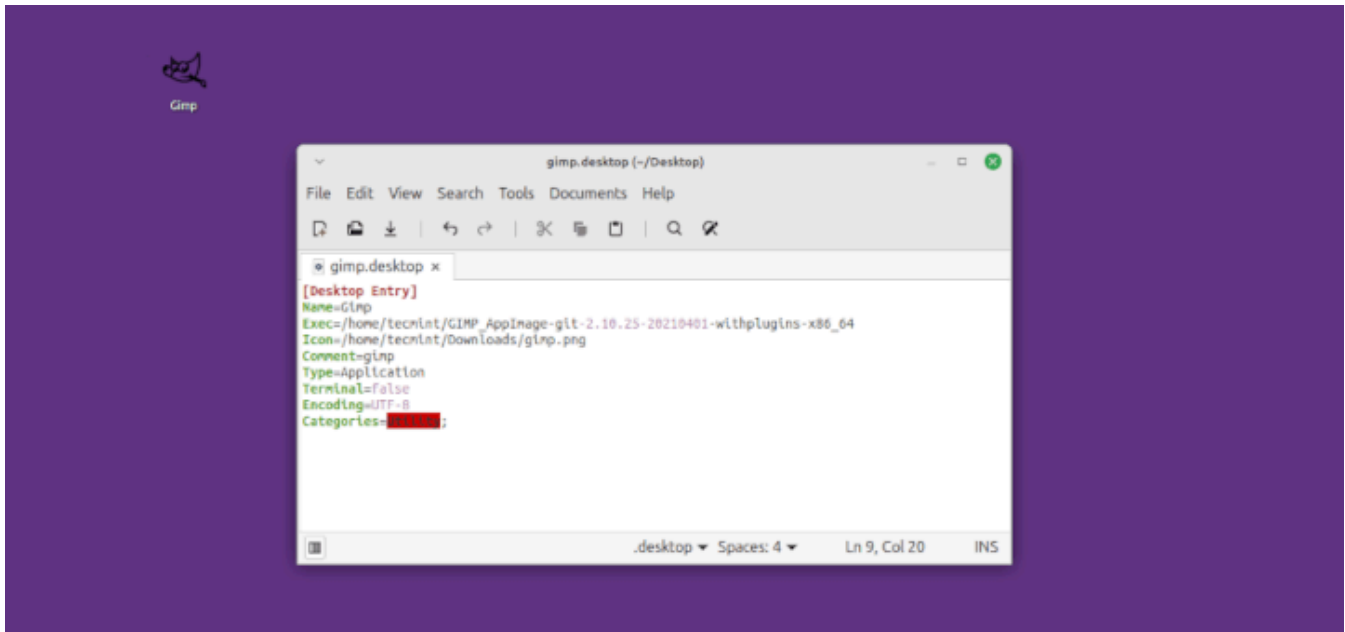 Gimp
gimp.desktop (~/Desktop)
File Edit View Search Tools Documents Help
gimp.desktop
[Desktop Entry]
Name=Gimp
Exec=/home/tecmint/GIMP_AppImage-git-2.10.25-20210401-withplugins-x86_64
Icon=/home/tecmint/Downloads/gimp.png
Comment=gimp
Type=Application
Terminal=false
Encoding=UTF-8
Categories= ;
.desktop Spaces: 4 Ln 9, Col 20 INS